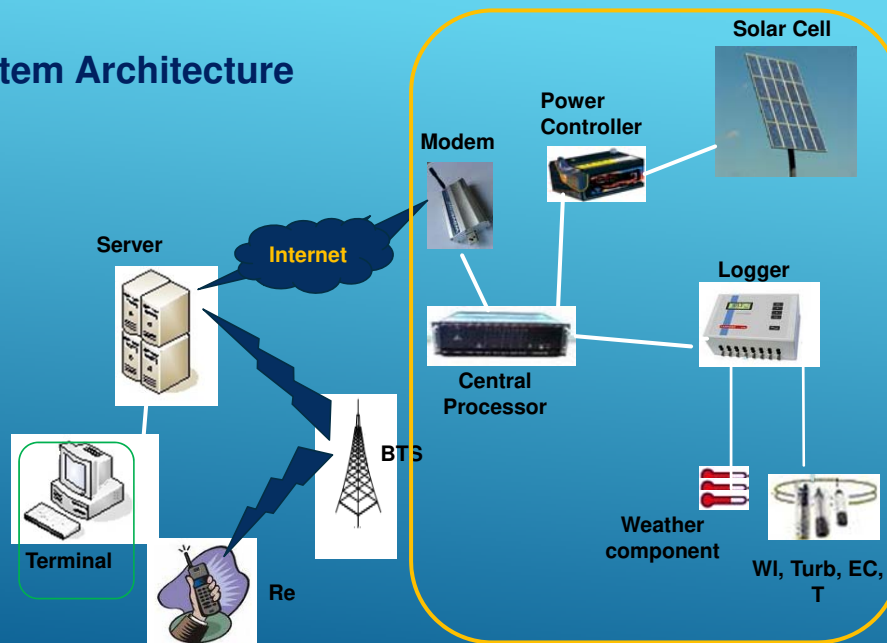 tem Architecture
Solar Cell
Power
Controller
Modem
Server
Internet
Logger
Central
Processor
BTS
Weather
component
Terminal
WI, Turb, EC,
T
Re